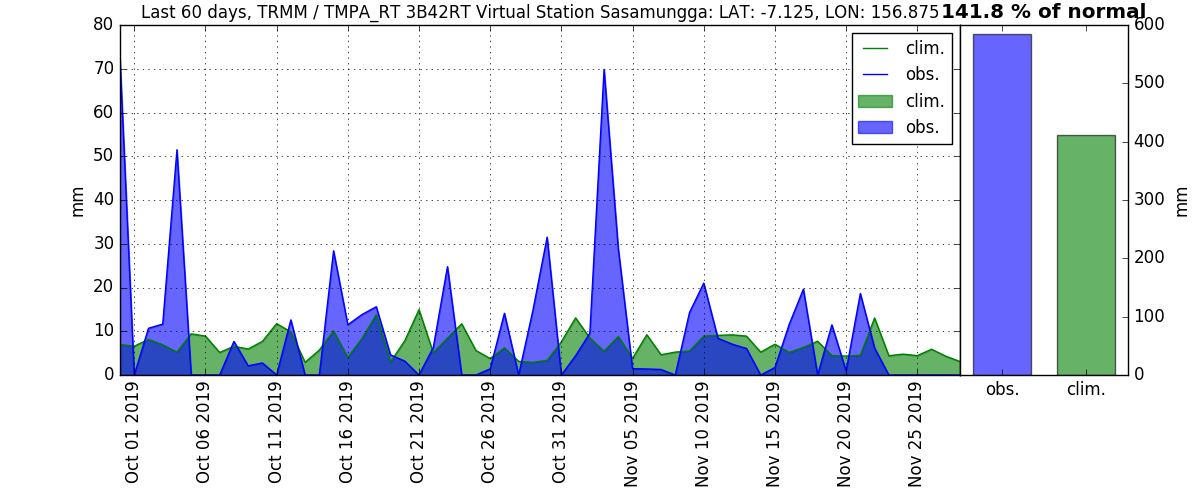 Last 60 days, TRMM / TMPA_RT 3B42RT Virtual Station Sasamungga: LAT: -7.125, LON: 156.875
141.8 % of normal
80
70
60
50
40
30
20
10
0
mm
clim.
obs.
clim.
obs.
600
500
400
300
200
100
0
mm
Oct 01 2019
Oct 06 2019
Oct 11 2019
Oct 16 2019
Oct 21 2019
Oct 26 2019
Oct 31 2019
Nov 05 2019
Nov 10 2019
Nov 15 2019
Nov 20 2019
Nov 25 2019
obs.
clim.